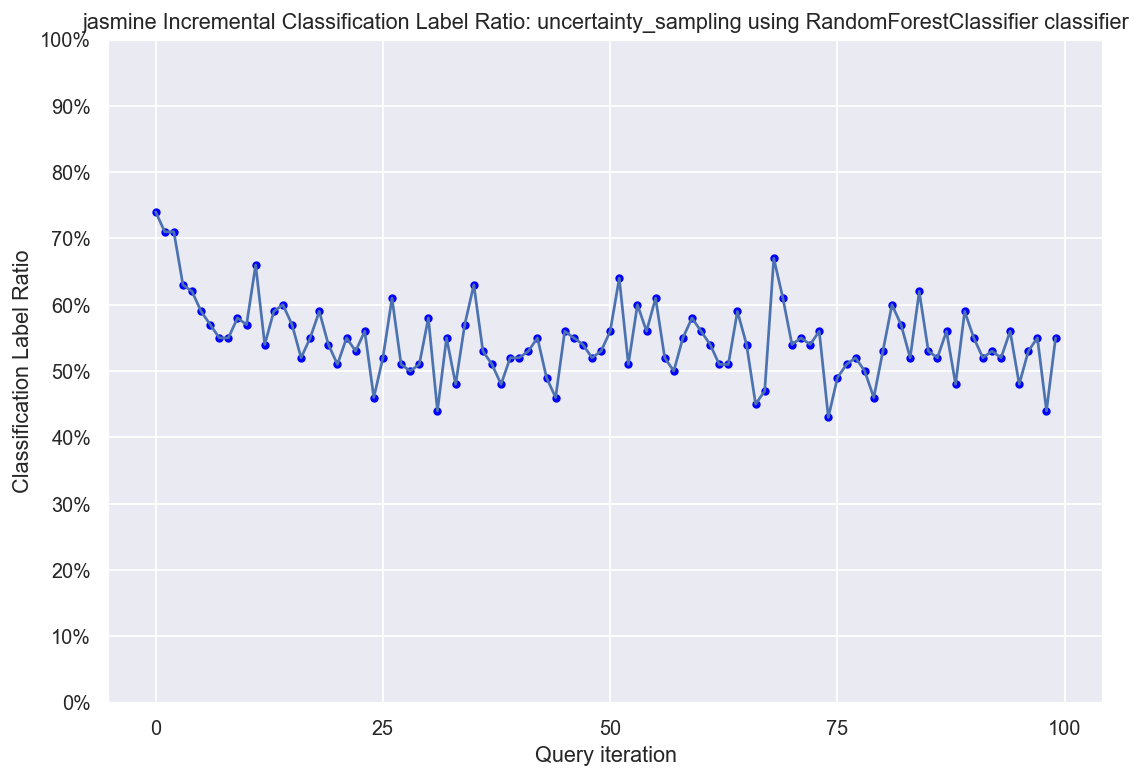 jasmine Incremental Classification Label Ratio: uncertainty_sampling using RandomForestClassifier classifier
100%
90%
80%
70%
60%
50%
40%
30%
20%
10%
0%
Classification Label Ratio
0 25 50 75 100
Query iteration